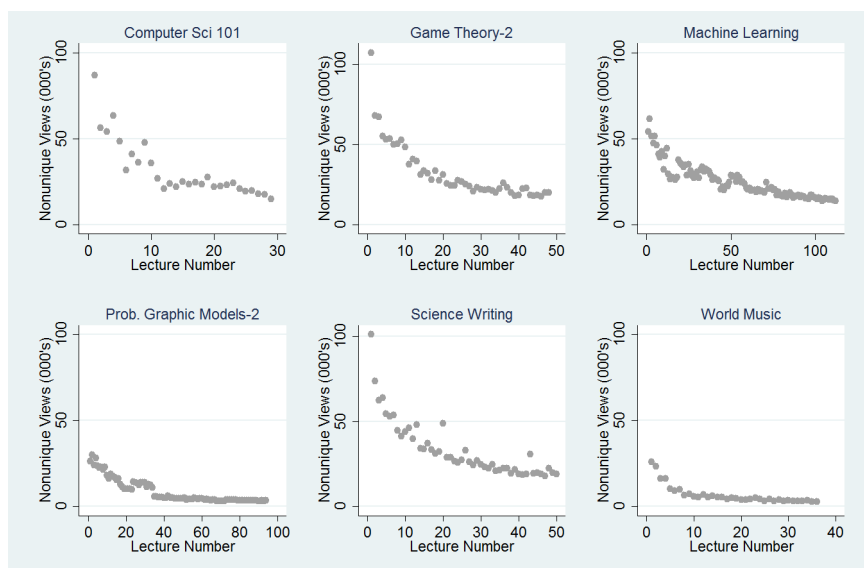 Computer Sci 101
Game Theory-2
Machine Learning
Nonunique Views (000's)
0 50 100
0 10 20 30
Lecture Number
Nonunique Views (000's)
0 50 100
0 10 20 30 40 50
Lecture Number
Nonunique Views (000's)
0 50 100
0 50 100
Lecture Number
Prob. Graphic Models-2
Science Writing
World Music
Nonunique Views (000's)
0 50 100
0 20 40 60 80 100
Lecture Number
Nonunique Views (000's)
0 50 100
0 10 20 30 40 50
Lecture Number
Nonunique Views (000's)
0 50 100
0 10 20 30 40
Lecture Number